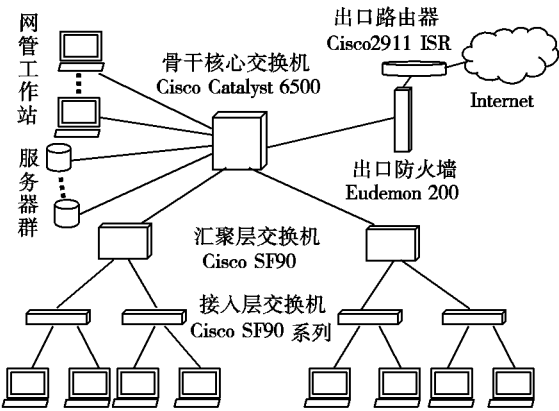 网管工作站
服务器群
骨干核心交换机
Cisco Catalyst 6500
出口路由器
Cisco2911 ISR
Internet
出口防火墙
Eudemon 200
汇聚层交换机
Cisco SF90
接入层交换机
Cisco SF90 系列